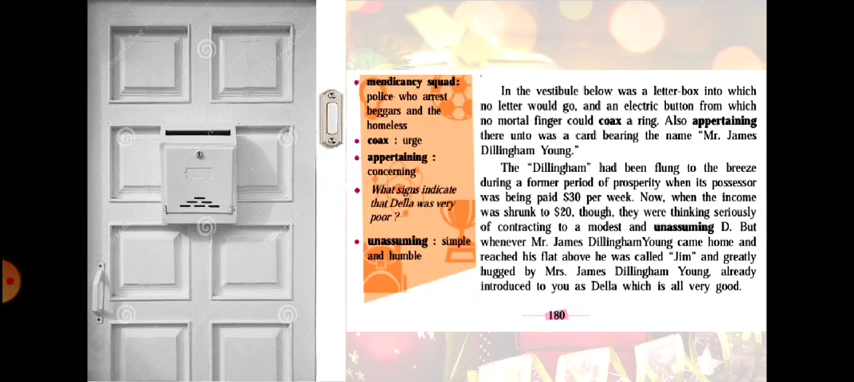 mendicancy squad:
police who arrest
beggars and the
homeless
coax : urge
appertaining :
concerning
What signs indicate
that Della was very
poor ?
unassuming : simple
and humble
In the vestibule below was a letter-box into which
no letter would go, and an electric button from which
no mortal finger could coax a ring. Also appertaining
there unto was a card bearing the name “Mr. James
Dillingham Young.”
The “Dillingham” had been flung to the breeze
during a former period of prosperity when its possessor
was being paid $30 per week. Now, when the income
was shrunk to $20, though, they were thinking seriously
of contracting to a modest and unassuming D. But
whenever Mr. James DillinghamYoung came home and
reached his flat above he was called “Jim” and greatly
hugged by Mrs. James Dillingham Young, already
introduced to you as Della which is all very good.
180